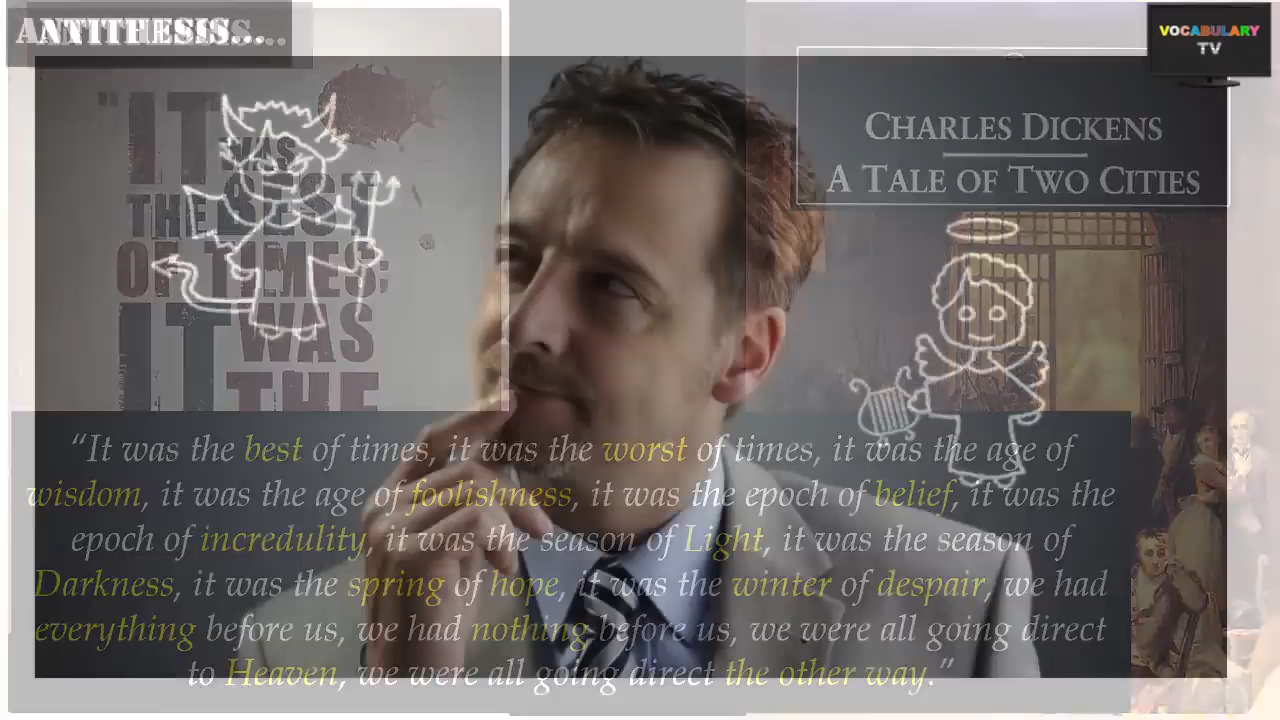 ANTITHESIS...
VOCABULARY
TV
"IT
WAS
THE BEST
OF TIMES;
IT WAS
THE
CHARLES DICKENS
A TALE OF TWO CITIES
“It was the best of times, it was the worst of times, it was the age of
wisdom, it was the age of foolishness, it was the epoch of belief, it was the
epoch of incredulity, it was the season of Light, it was the season of
Darkness, it was the spring of hope, it was the winter of despair, we had
everything before us, we had nothing before us, we were all going direct
to Heaven, we were all going direct the other way.”